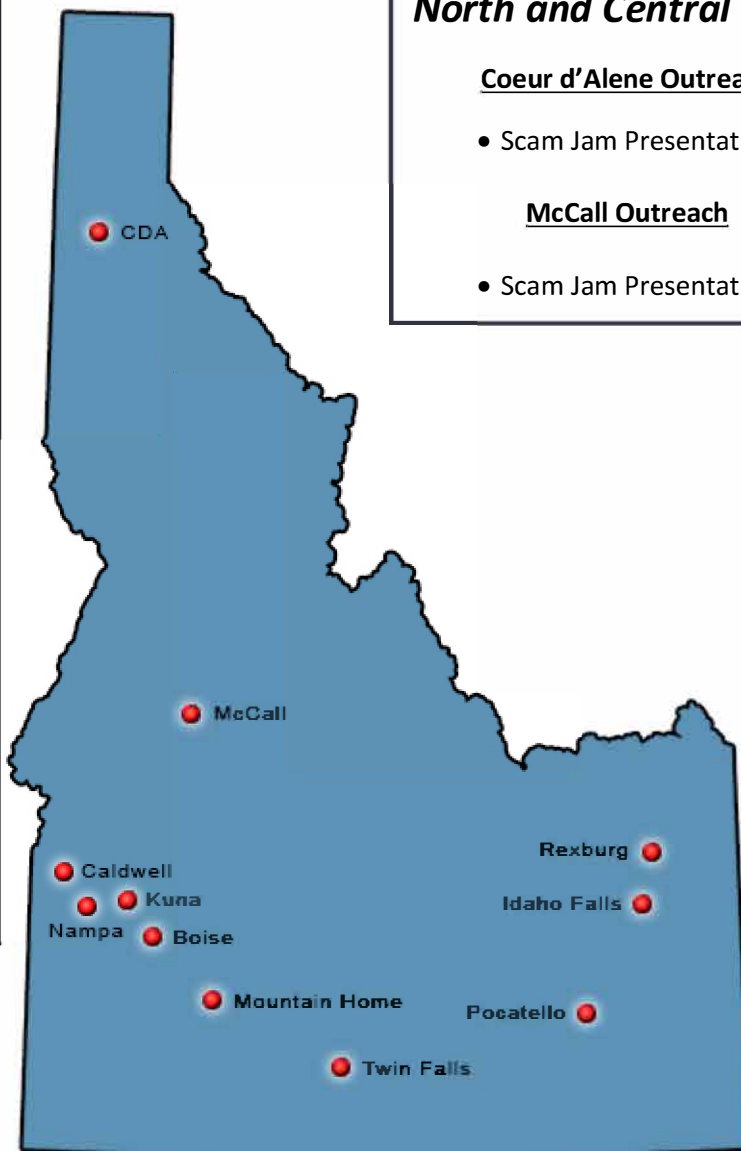 North and Central
Coeur d’Alene Outrea
• Scam Jam Presentat
McCall Outreach
• Scam Jam Presentat
CDA
McCall
Rexburg
Caldwell
Kuna
Idaho Falls
Nampa
Boise
Mountain Home
Pocatello
Twin Falls